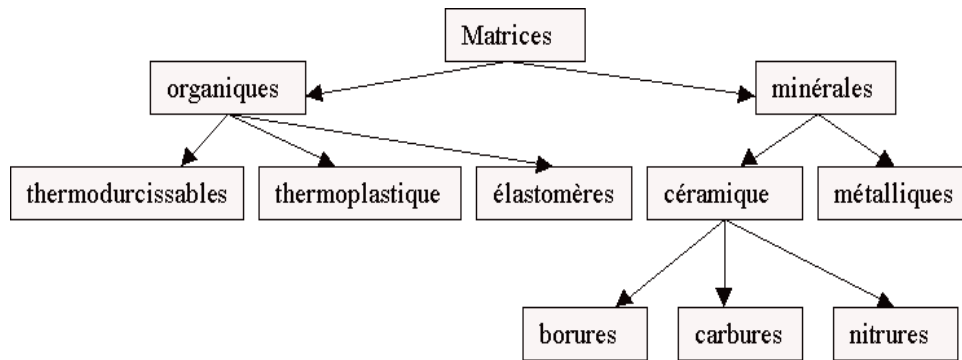 Matrices
organiques
minérales
thermodurcissables
thermoplastique
élastomères
céramique
métalliques
borures
carbures
nitrures